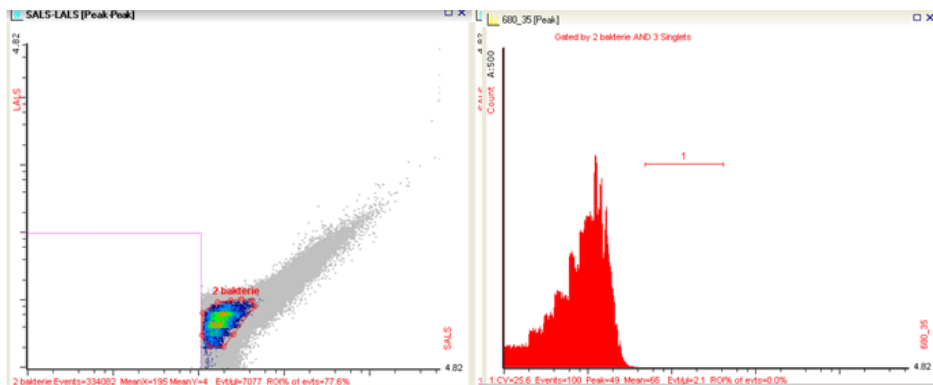 SALS-LALS [Peak-Peak]
4.82
LALS
2 bakterie
SALS
4.82
2 bakterie:Events=334082 MeanX=195 MeanY=4 Evt/ul=7077 ROI% of evts=77.6%
680_35 [Peak]
Gated by 2 bakterie AND 3 Singlets
A:500
Count
1
680_35
4.82
1:CV=25.6 Events=100 Peak=49 Mean=66 Evt/ul=2.1 ROI% of evts=0.0%